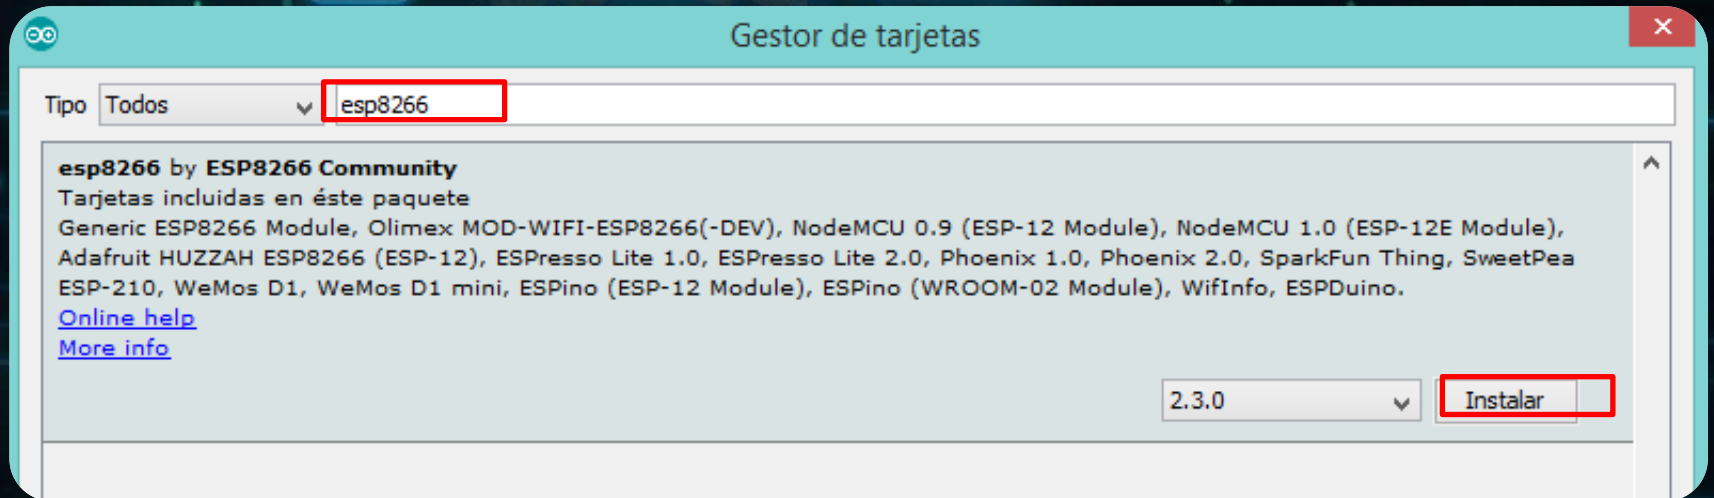 Gestor de tarjetas
Tipo Todos esp8266
esp8266 by ESP8266 Community
Tarjetas incluidas en éste paquete
Generic ESP8266 Module, Olimex MOD-WIFI-ESP8266(-DEV), NodeMCU 0.9 (ESP-12 Module), NodeMCU 1.0 (ESP-12E Module),
Adafruit HUZZAH ESP8266 (ESP-12), ESPresso Lite 1.0, ESPresso Lite 2.0, Phoenix 1.0, Phoenix 2.0, SparkFun Thing, SweetPea
ESP-210, WeMos D1, WeMos D1 mini, ESPino (ESP-12 Module), ESPino (WROOM-02 Module), WifInfo, ESPDuino.
Online help
More info
2.3.0 Instalar